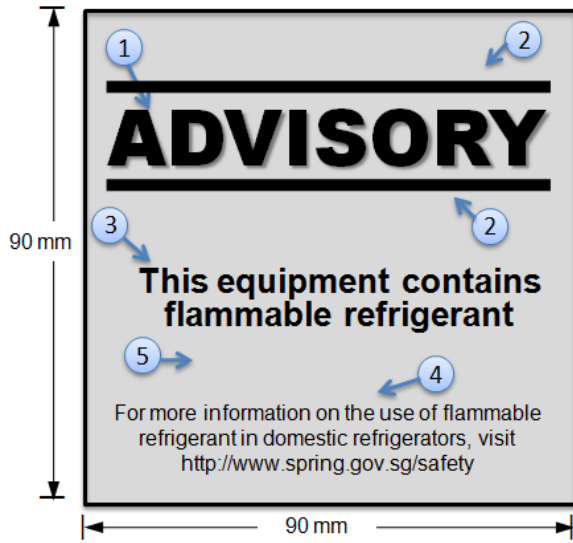 1
2
ADVISORY
2
3
90 mm
This equipment contains
flammable refrigerant
5
4
For more information on the use of flammable
refrigerant in domestic refrigerators, visit
http://www.spring.gov.sg/safety
90 mm